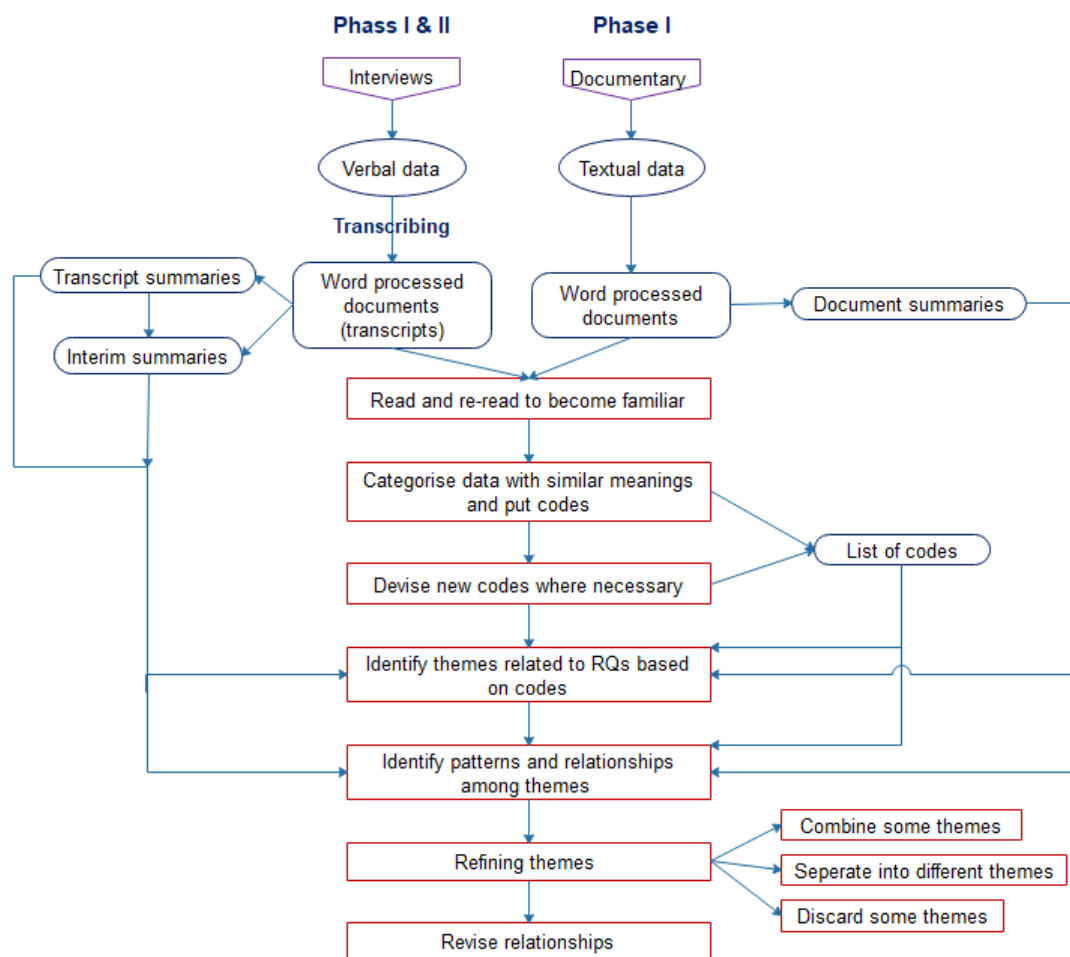 Phass I & II
Phase I
Interviews
Documentary
Verbal data
Textual data
Transcribing
Transcript summaries
Word processed
documents
(transcripts)
Word processed
documents
Document summaries
Interim summaries
Read and re-read to become familiar
Categorise data with similar meanings
and put codes
List of codes
Devise new codes where necessary
Identify themes related to RQs based
on codes
Identify patterns and relationships
among themes
Combine some themes
Refining themes
Seperate into different themes
Discard some themes
Revise relationships